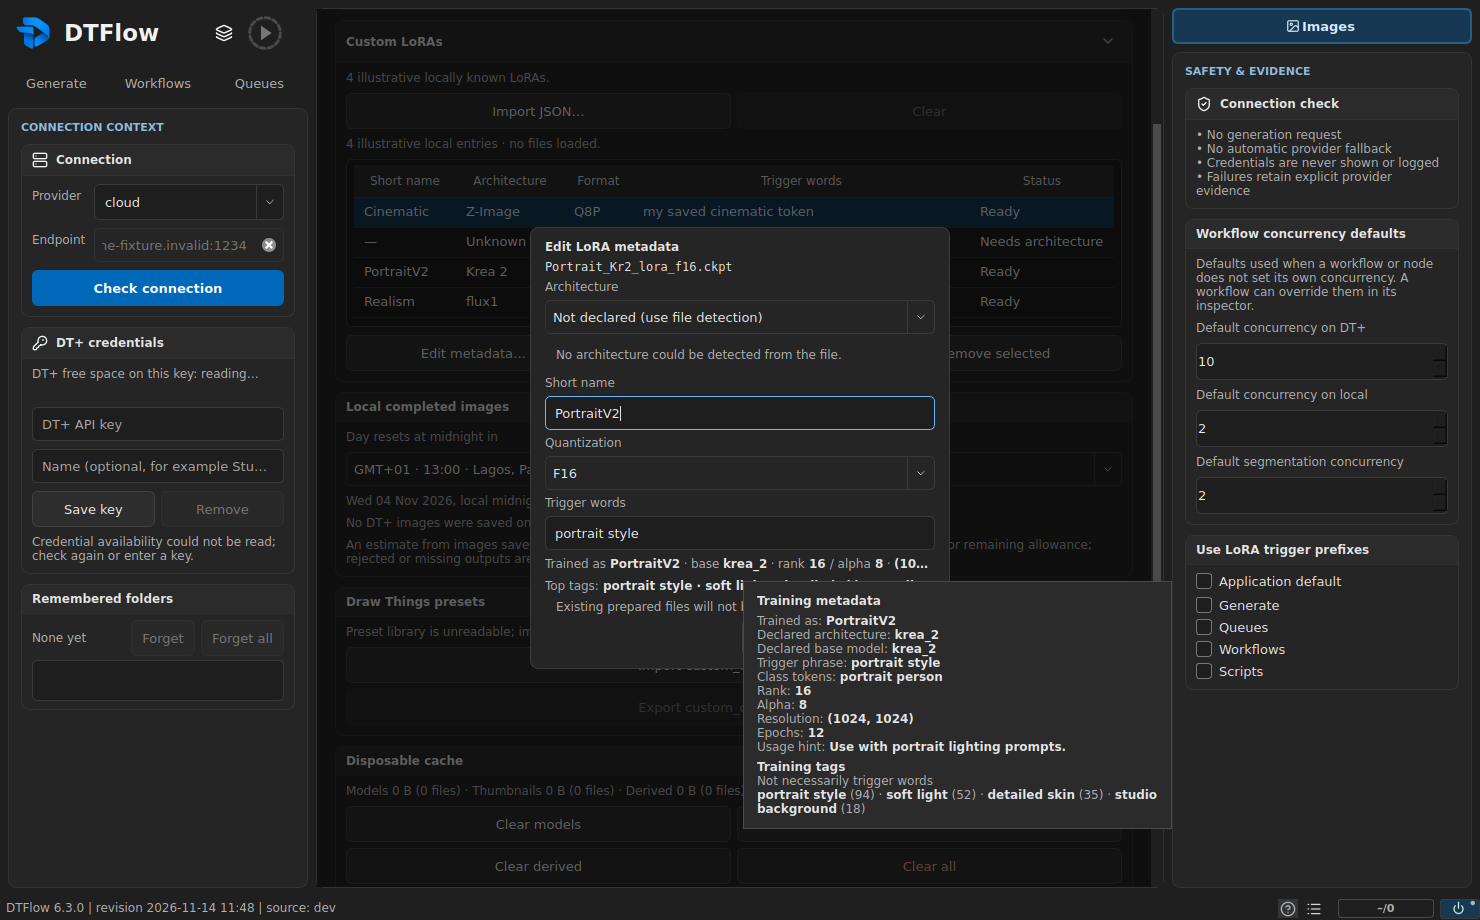 DTFlow
Generate Workflows Queues
CONNECTION CONTEXT
Connection
Provider cloud
Endpoint ne-fixture.invalid:1234
Check connection
DT+ credentials
DT+ free space on this key: reading...
DT+ API key
Name (optional, for example Stu...
Save key Remove
Credential availability could not be read;
check again or enter a key.
Remembered folders
None yet Forget Forget all
Custom LoRAs
4 illustrative locally known LoRAs.
Import JSON... Clear
4 illustrative local entries · no files loaded.
Short name Architecture Format Trigger words Status
Cinematic Z-Image Q8P my saved cinematic token Ready
— Unknown Needs architecture
PortraitV2 Krea 2 Ready
Realism flux1 Ready
Edit metadata... emove selected
Local completed images
Day resets at midnight in
GMT+01 · 13:00 · Lagos, Pa
Wed 04 Nov 2026, local midnig
No DT+ images were saved on
An estimate from images save or remaining allowance;
rejected or missing outputs are
Draw Things presets
Preset library is unreadable; im
Import custom_
Export custom_c
Disposable cache
Models 0 B (0 files) · Thumbnails 0 B (0 files) · Derived 0 B (0 files)
Clear models
Clear derived Clear all
Edit LoRA metadata
Portrait_Kr2_lora_f16.ckpt
Architecture
Not declared (use file detection)
No architecture could be detected from the file.
Short name
PortraitV2
Quantization
F16
Trigger words
portrait style
Trained as PortraitV2 · base krea_2 · rank 16 / alpha 8 · (10...
Top tags: portrait style · soft li
Existing prepared files will not b
Training metadata
Trained as: PortraitV2
Declared architecture: krea_2
Declared base model: krea_2
Trigger phrase: portrait style
Class tokens: portrait person
Rank: 16
Alpha: 8
Resolution: (1024, 1024)
Epochs: 12
Usage hint: Use with portrait lighting prompts.
Training tags
Not necessarily trigger words
portrait style (94) · soft light (52) · detailed skin (35) · studio
background (18)
Images
SAFETY & EVIDENCE
Connection check
• No generation request
• No automatic provider fallback
• Credentials are never shown or logged
• Failures retain explicit provider
evidence
Workflow concurrency defaults
Defaults used when a workflow or node
does not set its own concurrency. A
workflow can override them in its
inspector.
Default concurrency on DT+
10
Default concurrency on local
2
Default segmentation concurrency
2
Use LoRA trigger prefixes
Application default
Generate
Queues
Workflows
Scripts
DTFlow 6.3.0 | revision 2026-11-14 11:48 | source: dev
–/0